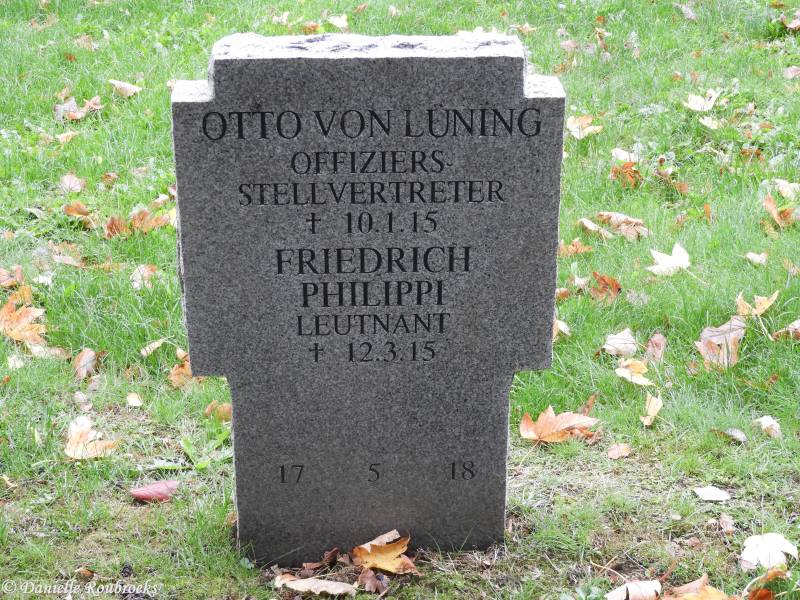 OTTO VON LÜNING
OFFIZIERS-
STELLVERTRETER
† 10.1.15
FRIEDRICH
PHILIPPI
LEUTNANT
† 12.3.15
17 5 18
©Danielle Roubroeks